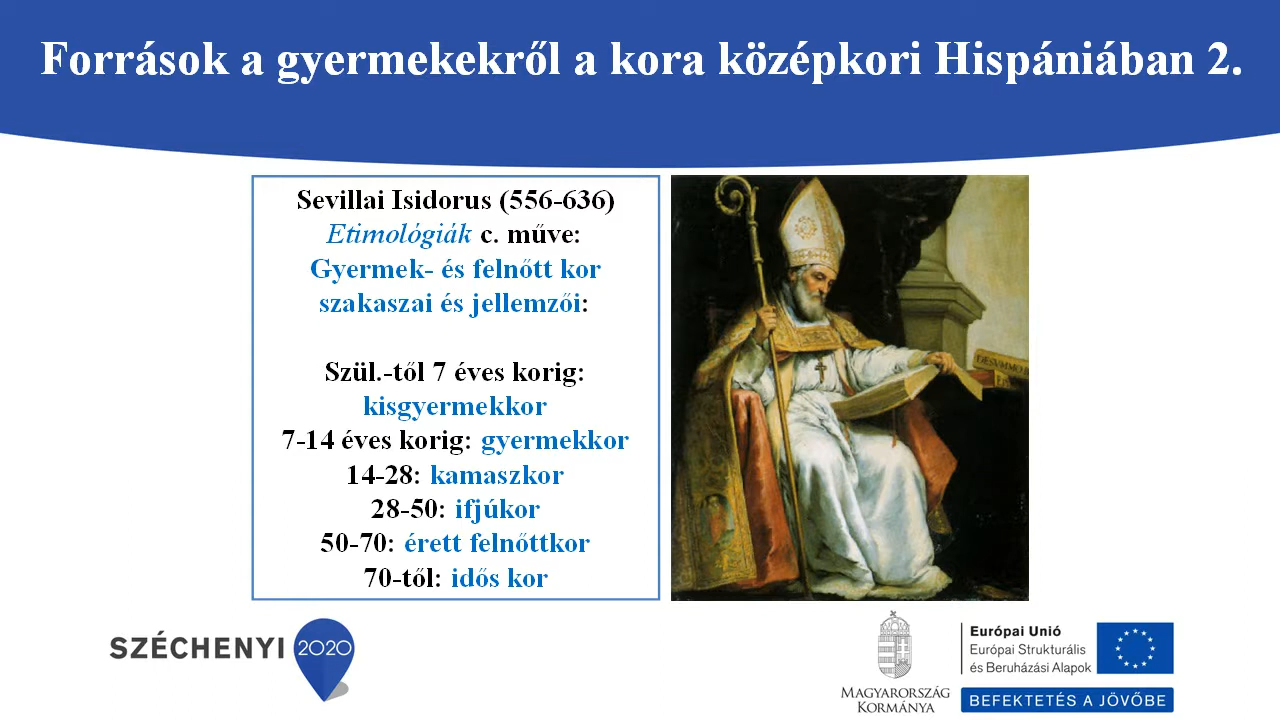 Források a gyermekekről a kora középkori Hispániában 2.
Sevillai Isidorus (556-636)
Etimológiák c. műve:
Gyermek- és felnőtt kor
szakaszai és jellemzői:
Szül.-től 7 éves korig:
kisgyermekkor
7-14 éves korig: gyermekkor
14-28: kamaszkor
28-50: ifjúkor
50-70: érett felnőttkor
70-től: idős kor
SZÉCHENYI 2020
MAGYARORSZÁG
KORMÁNYA
Európai Unió
Európai Strukturális
és Beruházási Alapok
BEFEKTETÉS A JÖVŐBE